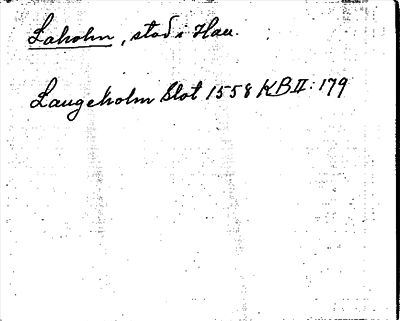 Laholm, stad i Hall.
Laugeholm Slot 1558 KB II: 179